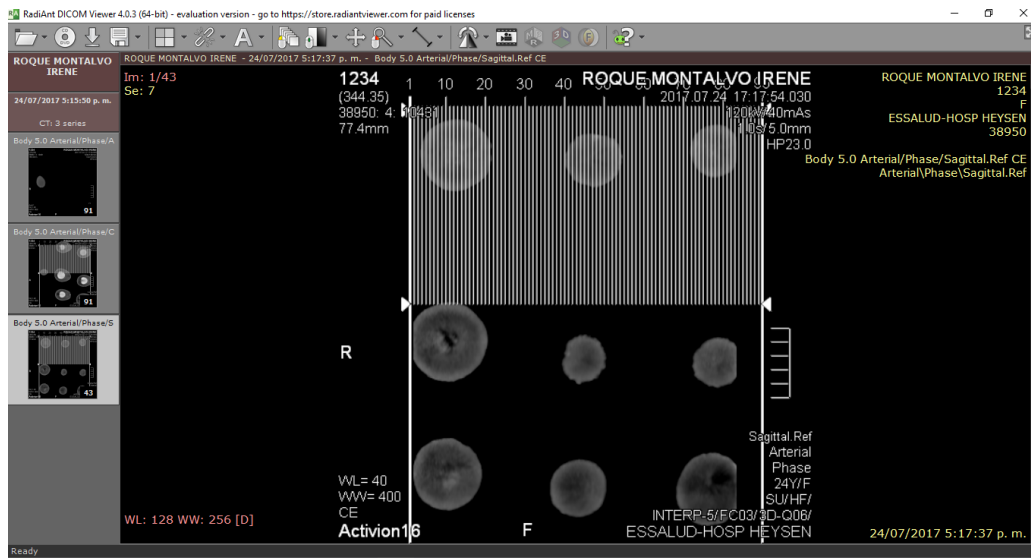 RadiAnt DICOM Viewer 4.0.3 (64-bit) - evaluation version - go to https://store.radiantviewer.com for paid licenses
ROQUE MONTALVO IRENE
24/07/2017 5:15:50 p. m.
CT: 3 series
Body 5.0 Arterial/Phase/A
91
Body 5.0 Arterial/Phase/C
91
Body 5.0 Arterial/Phase/S
43
ROQUE MONTALVO IRENE - 24/07/2017 5:17:37 p. m. - Body 5.0 Arterial/Phase/Sagittal.Ref CE
Im: 1/43
Se: 7
1234
(344.35)
38950: 4: 10431
77.4mm
1 10 20 30 40
ROQUE MONTALVO IRENE
2017.07.24 17:17:54.030
120kV/40mAs
1.0s/5.0mm
HP23.0
ROQUE MONTALVO IRENE
1234
F
ESSALUD-HOSP HEYSEN
38950
Body 5.0 Arterial/Phase/Sagittal.Ref CE
Arterial\Phase\Sagittal.Ref
R
Sagittal.Ref
Arterial
Phase
24Y/F
SU/HF/
INTERP-5/FC03/3D-Q06/
ESSALUD-HOSP HEYSEN
WL= 40
WW= 400
CE
Activion16
F
WL: 128 WW: 256 [D]
24/07/2017 5:17:37 p. m.
Ready